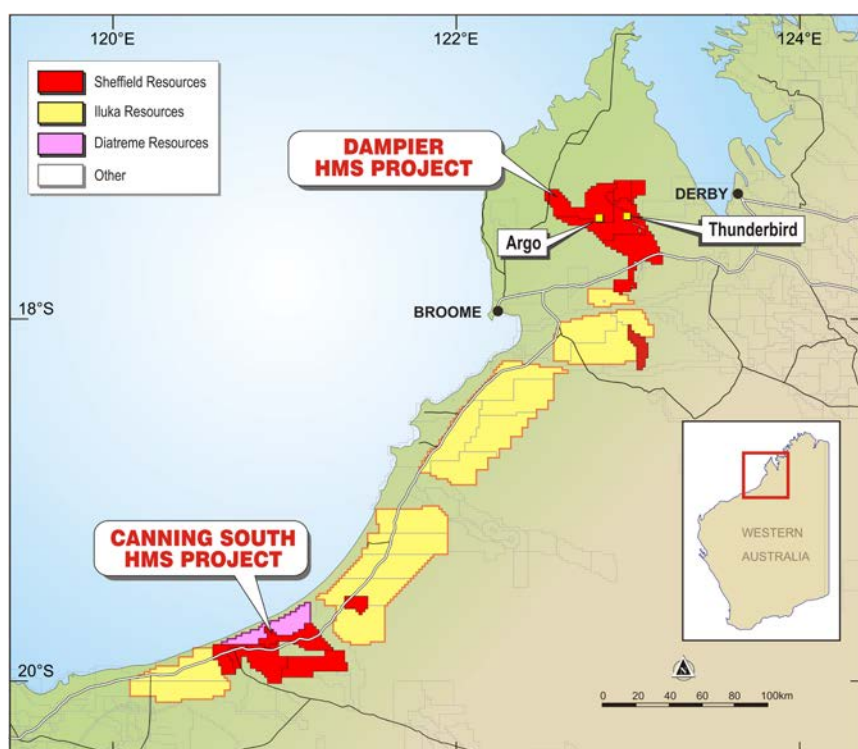 120°E
122°E
124°E
Sheffield Resources
Iluka Resources
Diatreme Resources
Other
DAMPIER
HMS PROJECT
DERBY
Argo
Thunderbird
18°S
BROOME
CANNING SOUTH
HMS PROJECT
WESTERN
AUSTRALIA
20°S
0 20 40 60 80 100km